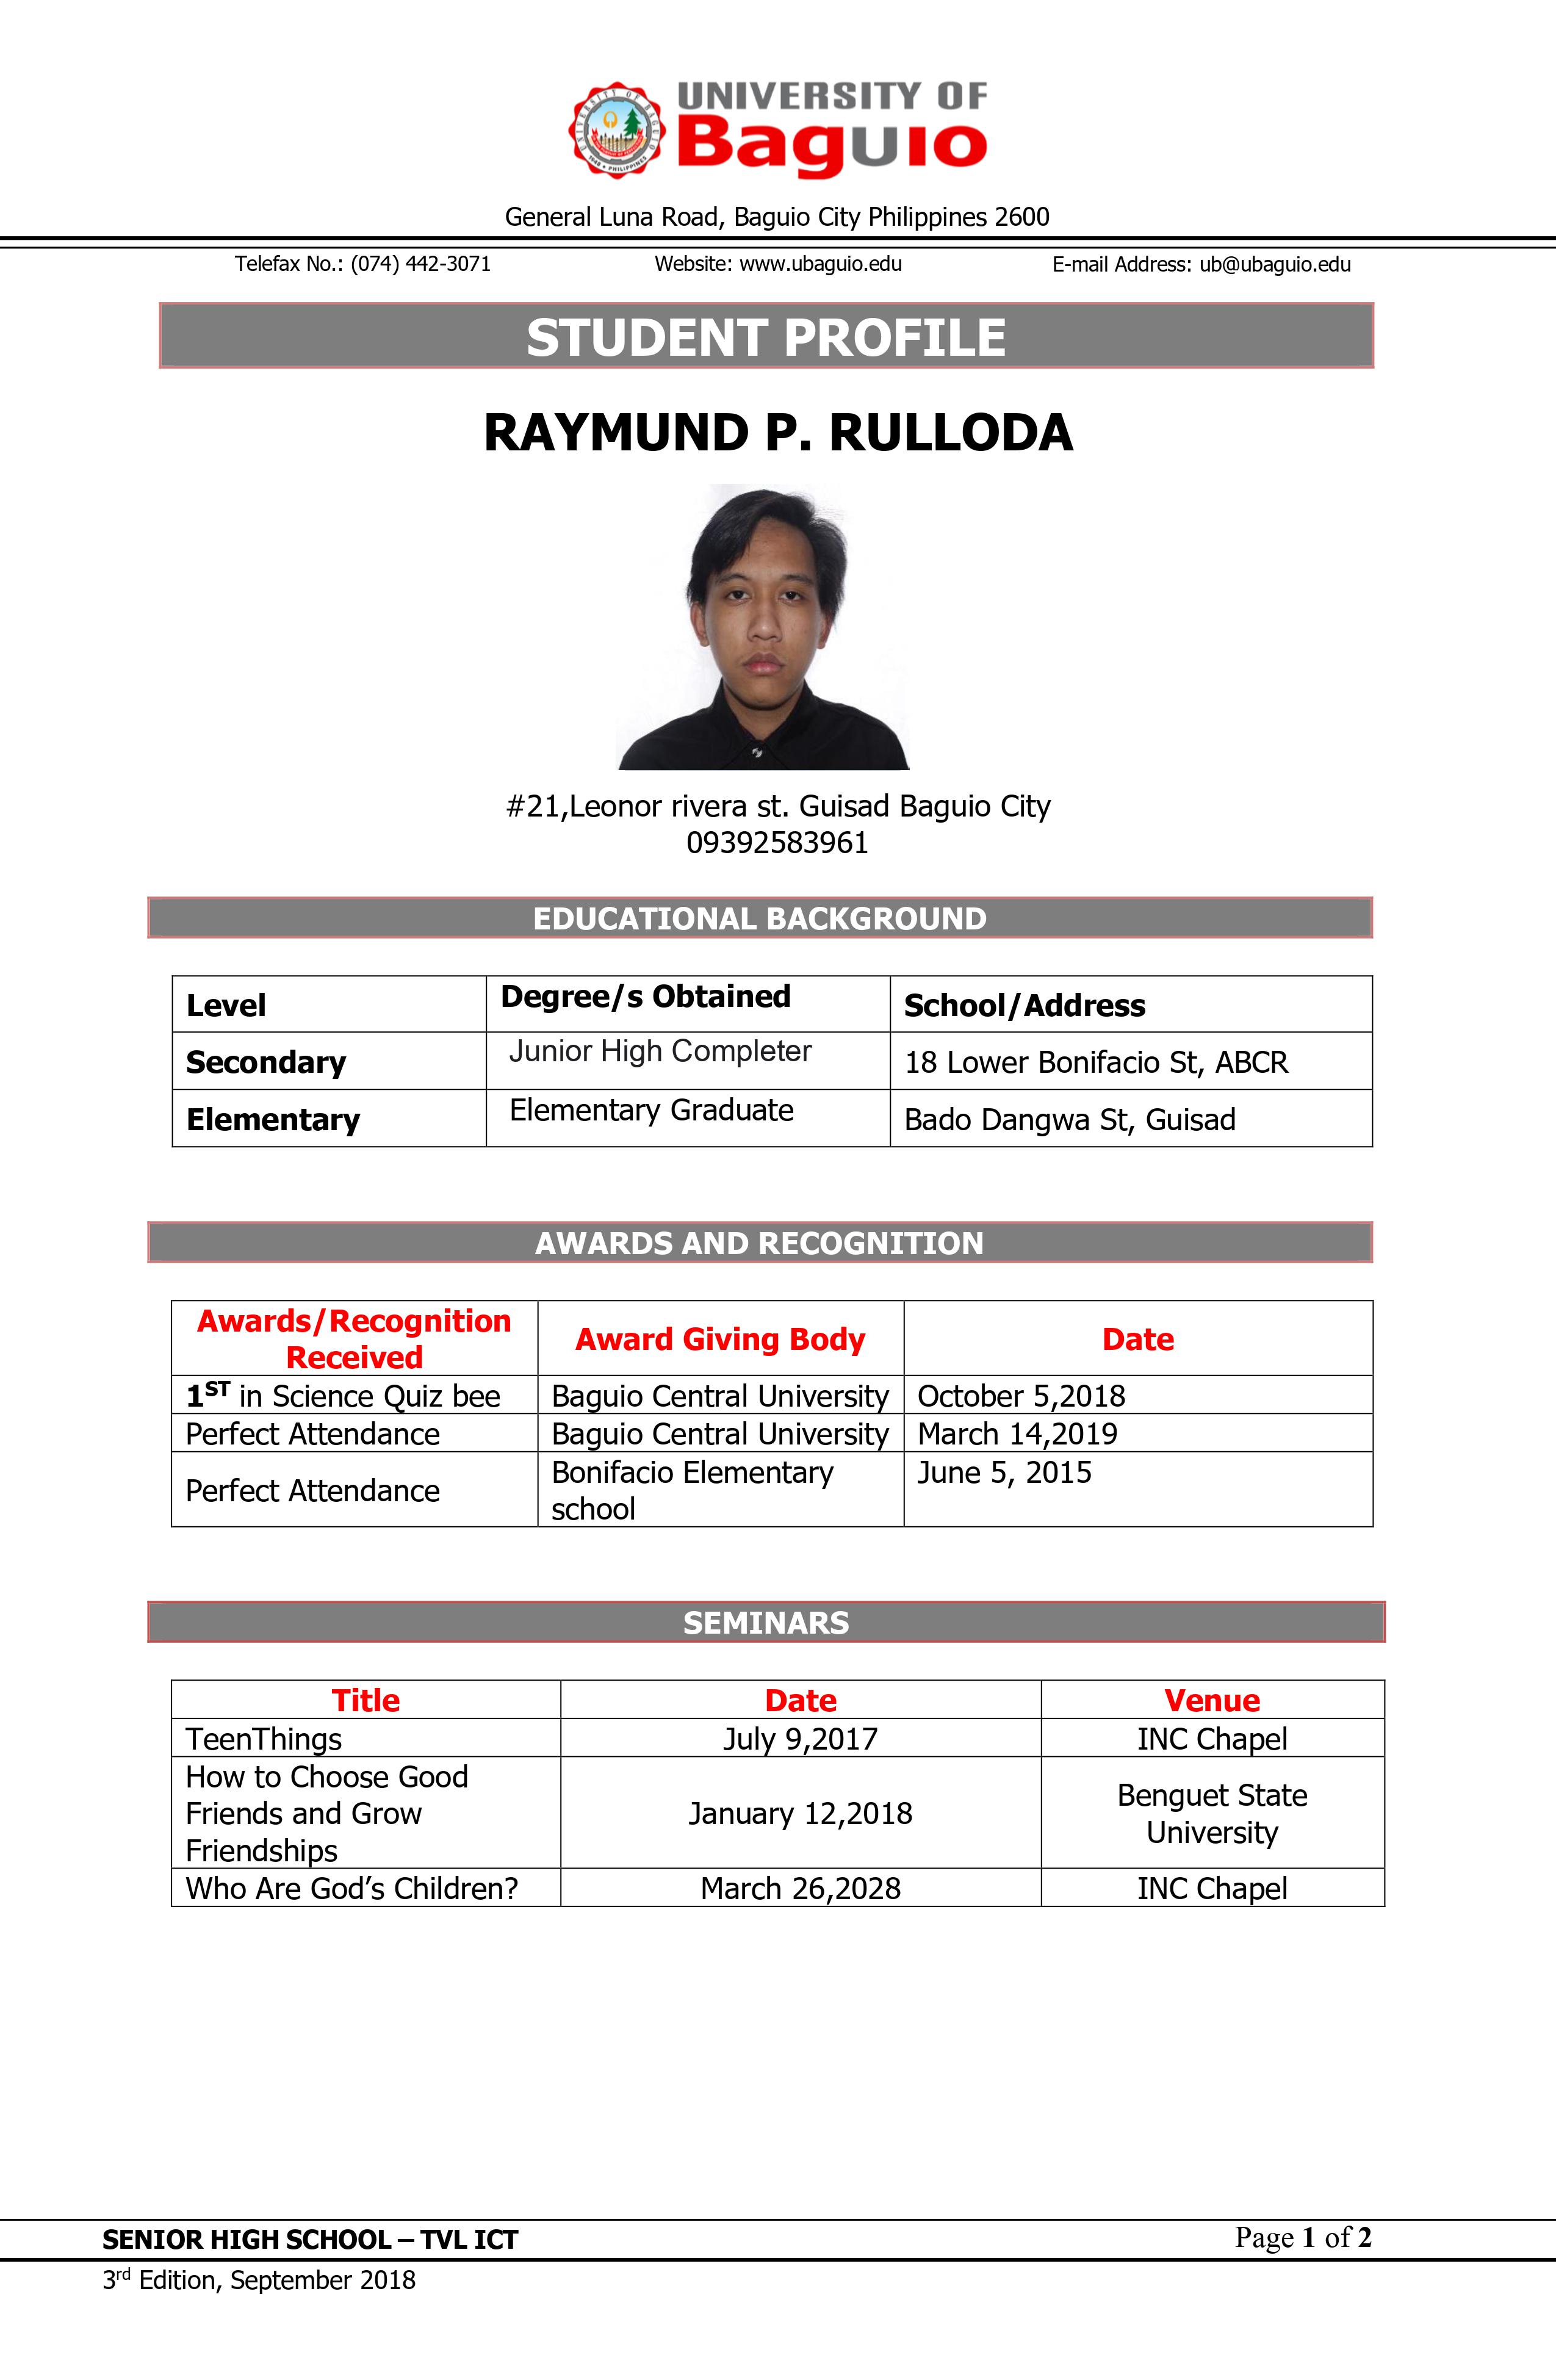 UNIVERSITY OF
Baguio
UNIVERSITY OF BAGUIO
1948 • PHILIPPINES
General Luna Road, Baguio City Philippines 2600
Telefax No.: (074) 442-3071 Website: www.ubaguio.edu E-mail Address: ub@ubaguio.edu
STUDENT PROFILE
RAYMUND P. RULLODA
#21,Leonor rivera st. Guisad Baguio City
09392583961
EDUCATIONAL BACKGROUND
Level Degree/s Obtained School/Address
Secondary Junior High Completer 18 Lower Bonifacio St, ABCR
Elementary Elementary Graduate Bado Dangwa St, Guisad
AWARDS AND RECOGNITION
Awards/Recognition Received Award Giving Body Date
1ST in Science Quiz bee Baguio Central University October 5,2018
Perfect Attendance Baguio Central University March 14,2019
Perfect Attendance Bonifacio Elementary school June 5, 2015
SEMINARS
Title Date Venue
TeenThings July 9,2017 INC Chapel
How to Choose Good Friends and Grow Friendships January 12,2018 Benguet State University
Who Are God’s Children? March 26,2028 INC Chapel
SENIOR HIGH SCHOOL – TVL ICT Page 1 of 2
3rd Edition, September 2018